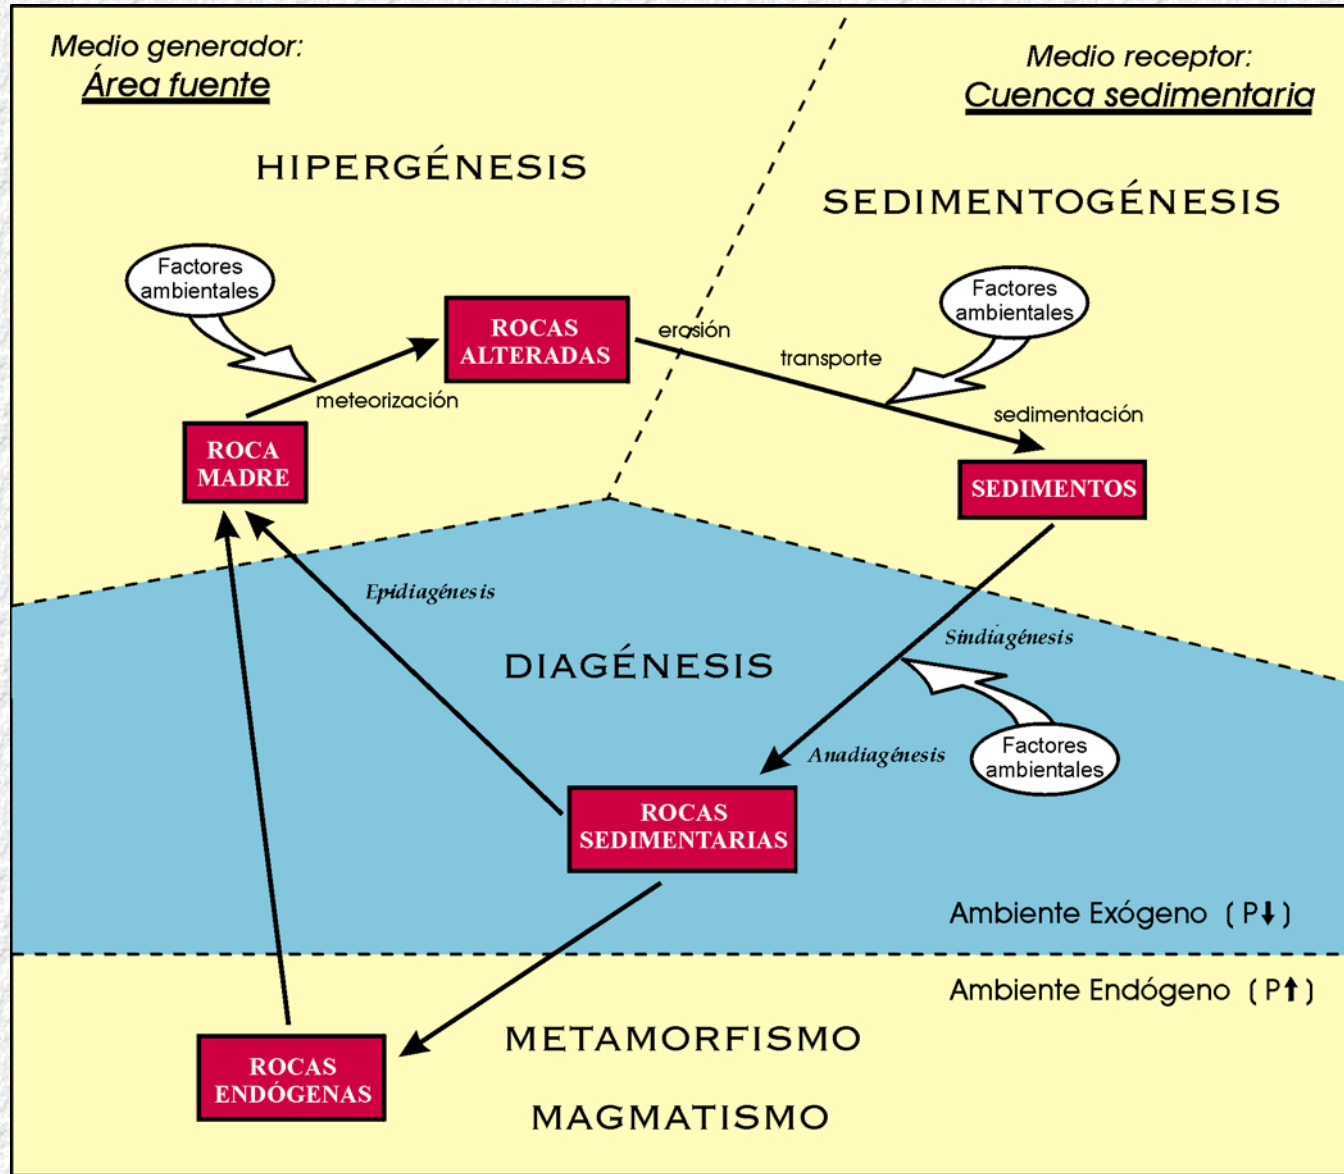 Medio generador:
Área fuente
Medio receptor:
Cuenca sedimentaria
HIPERGÉNESIS
SEDIMENTOGÉNESIS
Factores
ambientales
Factores
ambientales
ROCAS
ALTERADAS
erosión
transporte
meteorización
sedimentación
ROCA
MADRE
SEDIMENTOS
Epidiagénesis
Sindiagénesis
DIAGÉNESIS
Anadiagénesis
Factores
ambientales
ROCAS
SEDIMENTARIAS
Ambiente Exógeno ( P⬇ )
Ambiente Endógeno ( P⬆ )
METAMORFISMO
ROCAS
ENDÓGENAS
MAGMATISMO